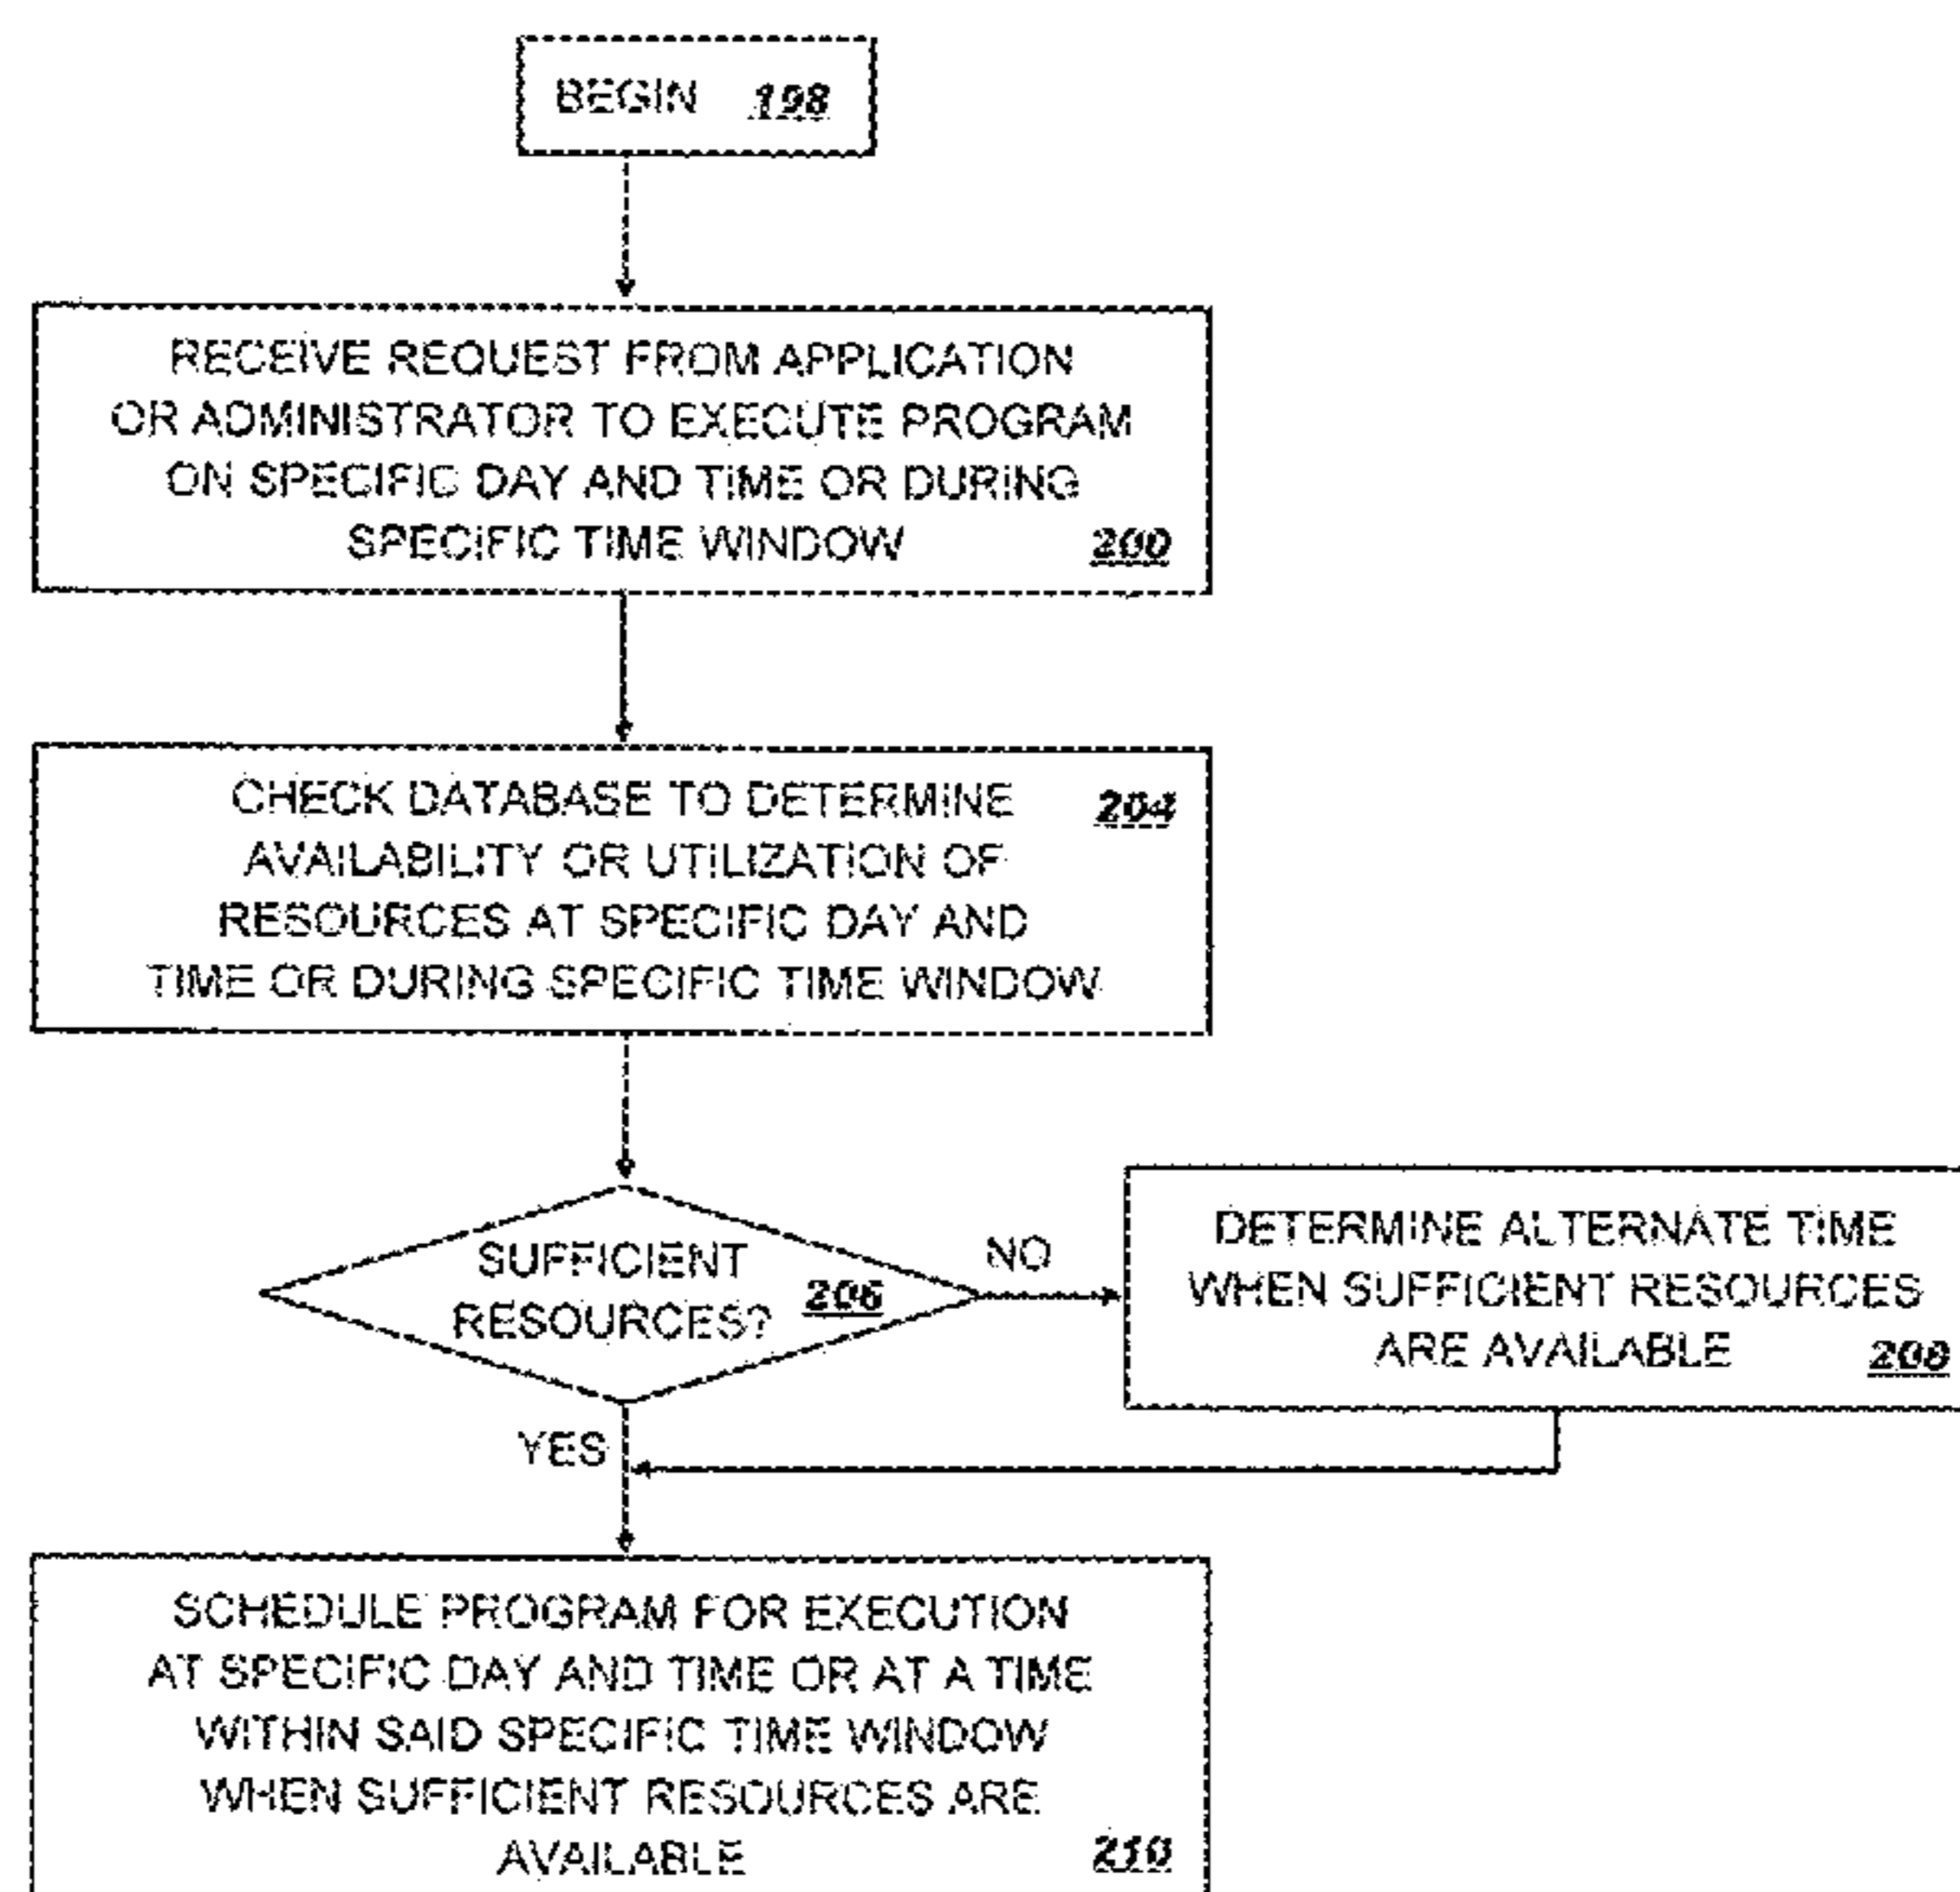 BEGIN 198
RECEIVE REQUEST FROM APPLICATION
OR ADMINISTRATOR TO EXECUTE PROGRAM
ON SPECIFIC DAY AND TIME OR DURING
SPECIFIC TIME WINDOW 200
CHECK DATABASE TO DETERMINE 204
AVAILABILITY OR UTILIZATION OF
RESOURCES AT SPECIFIC DAY AND
TIME OR DURING SPECIFIC TIME WINDOW
SUFFICIENT
RESOURCES? 206
NO
DETERMINE ALTERNATE TIME
WHEN SUFFICIENT RESOURCES
ARE AVAILABLE 208
YES
SCHEDULE PROGRAM FOR EXECUTION
AT SPECIFIC DAY AND TIME OR AT A TIME
WITHIN SAID SPECIFIC TIME WINDOW
WHEN SUFFICIENT RESOURCES ARE
AVAILABLE 210